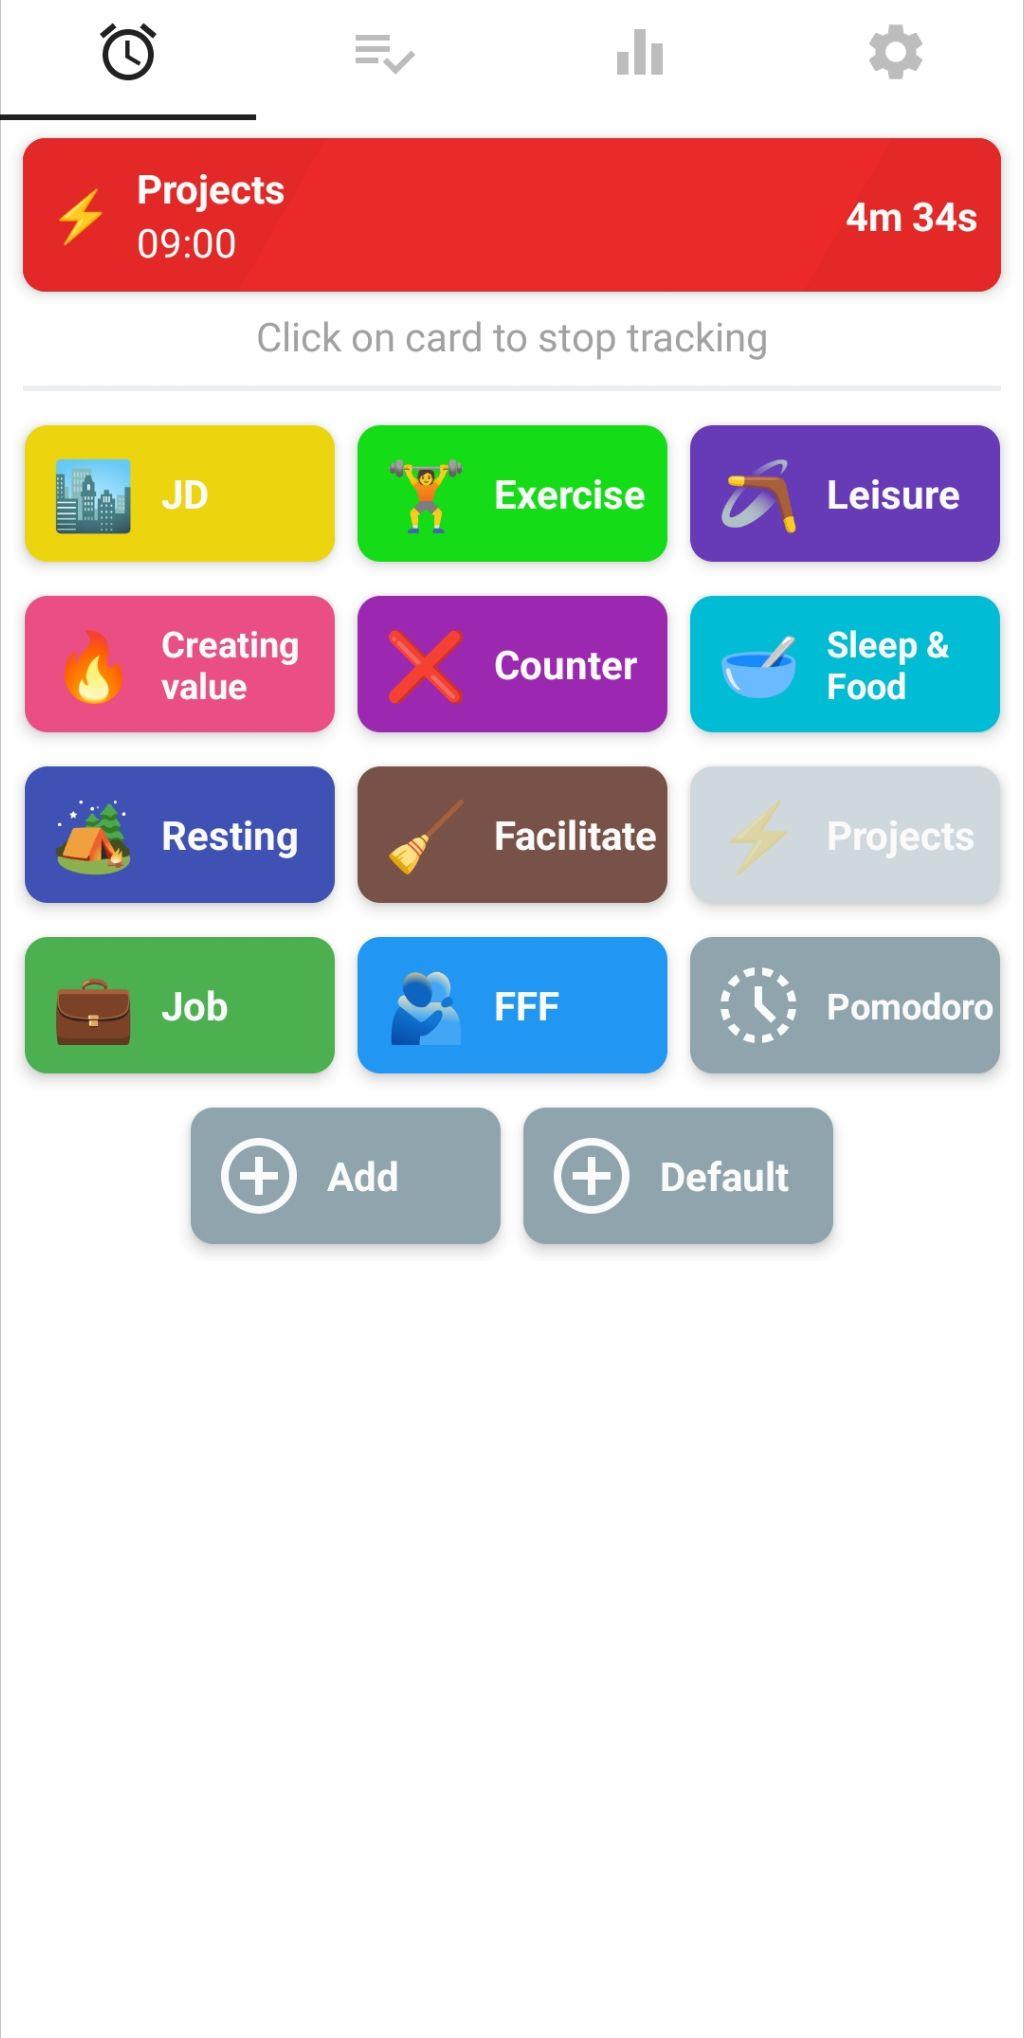 Projects
09:00
4m 34s
Click on card to stop tracking
JD
Exercise
Leisure
Creating
value
Counter
Sleep &
Food
Resting
Facilitate
Projects
Job
FFF
Pomodoro
Add
Default